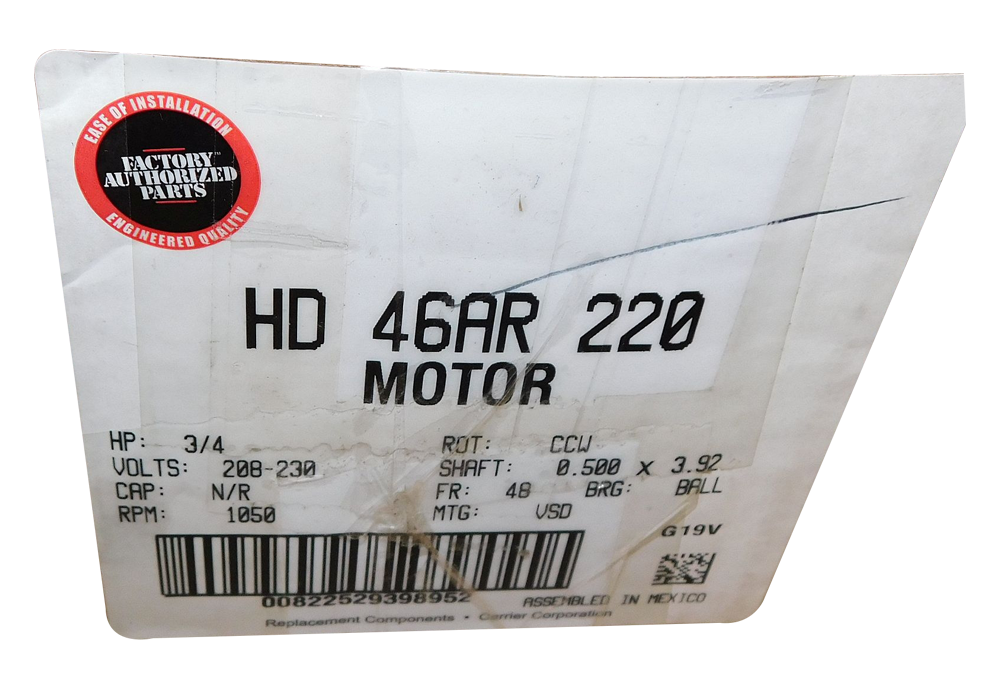 EASE OF INSTALLATION
FACTORY™
AUTHORIZED
PARTS
ENGINEERED QUALITY
HD 46AR 220
MOTOR
HP: 3/4 ROT: CCW
VOLTS: 208-230 SHAFT: 0.500 X 3.92
CAP: N/R FR: 48 BRG: BALL
RPM: 1050 MTG: VSD
G19V
00822529398952
ASSEMBLED IN MEXICO
Replacement Components • Carrier Corporation